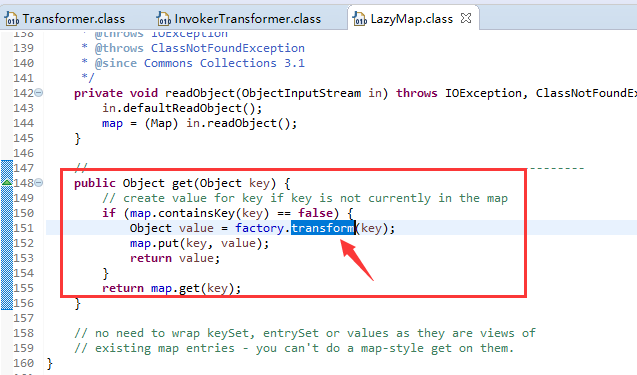 Transformer.class InvokerTransformer.class LazyMap.class
138 * @throws IOException
139 * @throws ClassNotFoundException
140 * @since Commons Collections 3.1
141 */
142 private void readObject(ObjectInputStream in) throws IOException, ClassNotFoundEx
143 in.defaultReadObject();
144 map = (Map) in.readObject();
145 }
146
147 //-----------------------------------------------------------------------
148 public Object get(Object key) {
149 // create value for key if key is not currently in the map
150 if (map.containsKey(key) == false) {
151 Object value = factory.transform(key);
152 map.put(key, value);
153 return value;
154 }
155 return map.get(key);
156 }
157
158 // no need to wrap keySet, entrySet or values as they are views of
159 // existing map entries - you can't do a map-style get on them.
160 }